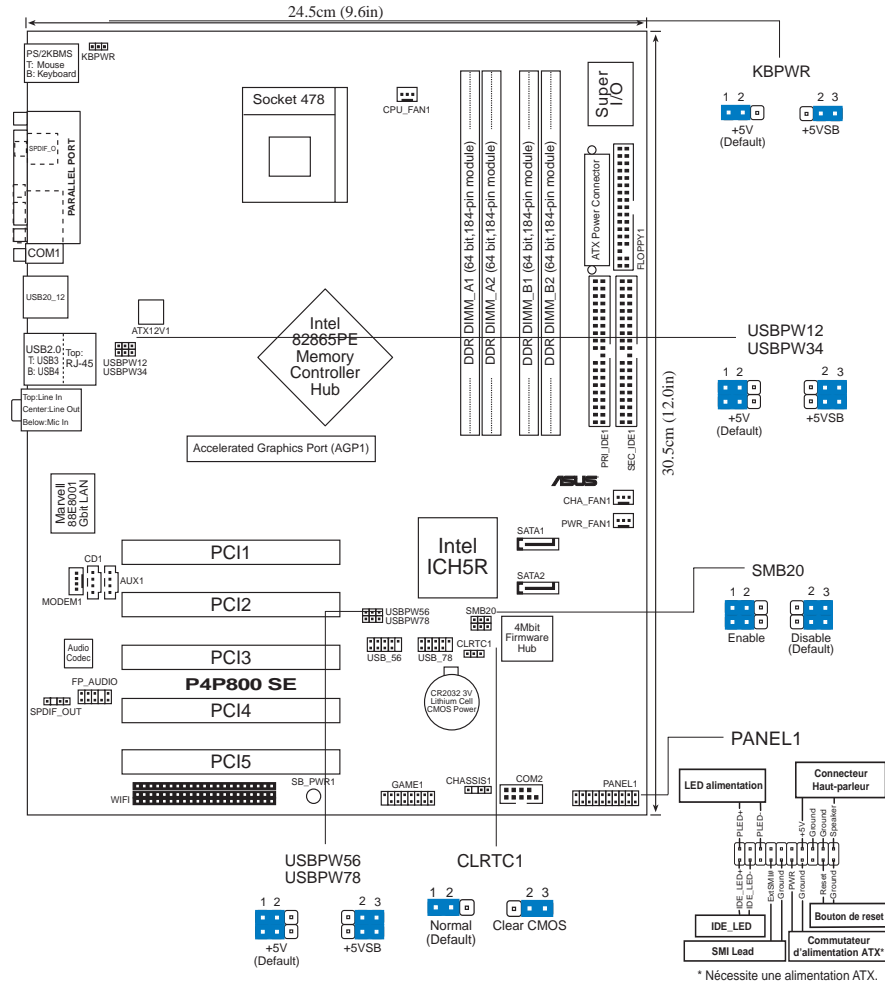 24.5cm (9.6in)
PS/2KBMS
T: Mouse
B: Keyboard
KBPWR
SPDIF_O
PARALLEL PORT
COM1
USB20_12
USB2.0
T: USB3
B: USB4
Top:
RJ-45
Top:Line In
Center:Line Out
Below:Mic In
ATX12V1
USBPW12
USBPW34
Socket 478
CPU_FAN1
Intel
82865PE
Memory
Controller
Hub
Accelerated Graphics Port (AGP1)
DDR DIMM_A1 (64 bit,184-pin module)
DDR DIMM_A2 (64 bit,184-pin module)
DDR DIMM_B1 (64 bit,184-pin module)
DDR DIMM_B2 (64 bit,184-pin module)
Super
I/O
ATX Power Connector
FLOPPY1
PRI_IDE1
SEC_IDE1
30.5cm (12.0in)
ASUS
CHA_FAN1
PWR_FAN1
Marvell
88E8001
Gbit LAN
CD1
AUX1
MODEM1
PCI1
PCI2
PCI3
P4P800 SE
PCI4
PCI5
Audio
Codec
FP_AUDIO
SPDIF_OUT
WIFI
SB_PWR1
Intel
ICH5R
SATA1
SATA2
USBPW56
USBPW78
SMB20
USB_56
USB_78
CLRTC1
4Mbit
Firmware
Hub
CR2032 3V
Lithium Cell
CMOS Power
GAME1
CHASSIS1
COM2
PANEL1
KBPWR
1 2
2 3
+5V
(Default)
+5VSB
USBPW12
USBPW34
1 2
2 3
+5V
(Default)
+5VSB
SMB20
1 2
2 3
Enable
Disable
(Default)
PANEL1
LED alimentation
Connecteur
Haut-parleur
PLED+
PLED-
+5V
Ground
Ground
Speaker
IDE_LED+
IDE_LED-
ExtSMI#
Ground
PWR
Ground
Reset
Ground
IDE_LED
Bouton de reset
SMI Lead
Commutateur
d'alimentation ATX*
* Nécessite une alimentation ATX.
USBPW56
USBPW78
1 2
2 3
+5V
(Default)
+5VSB
CLRTC1
1 2
2 3
Normal
(Default)
Clear CMOS